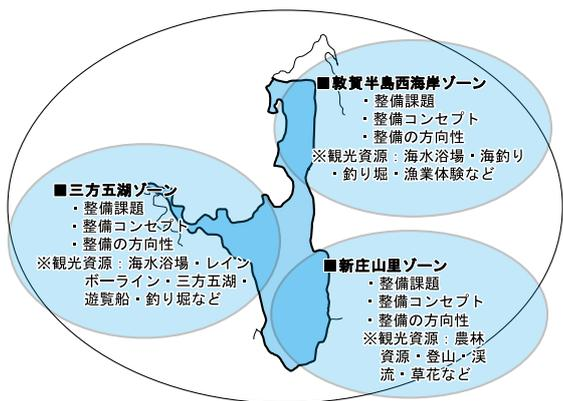 ■敦賀半島西海岸ゾーン
・整備課題
・整備コンセプト
・整備の方向性
※観光資源：海水浴場・海釣り
・釣り堀・漁業体験など
■三方五湖ゾーン
・整備課題
・整備コンセプト
・整備の方向性
※観光資源：海水浴場・レイン
ボーライン・三方五湖・
遊覧船・釣り堀など
■新庄山里ゾーン
・整備課題
・整備コンセプト
・整備の方向性
※観光資源：農林
資源・登山・渓
流・草花など